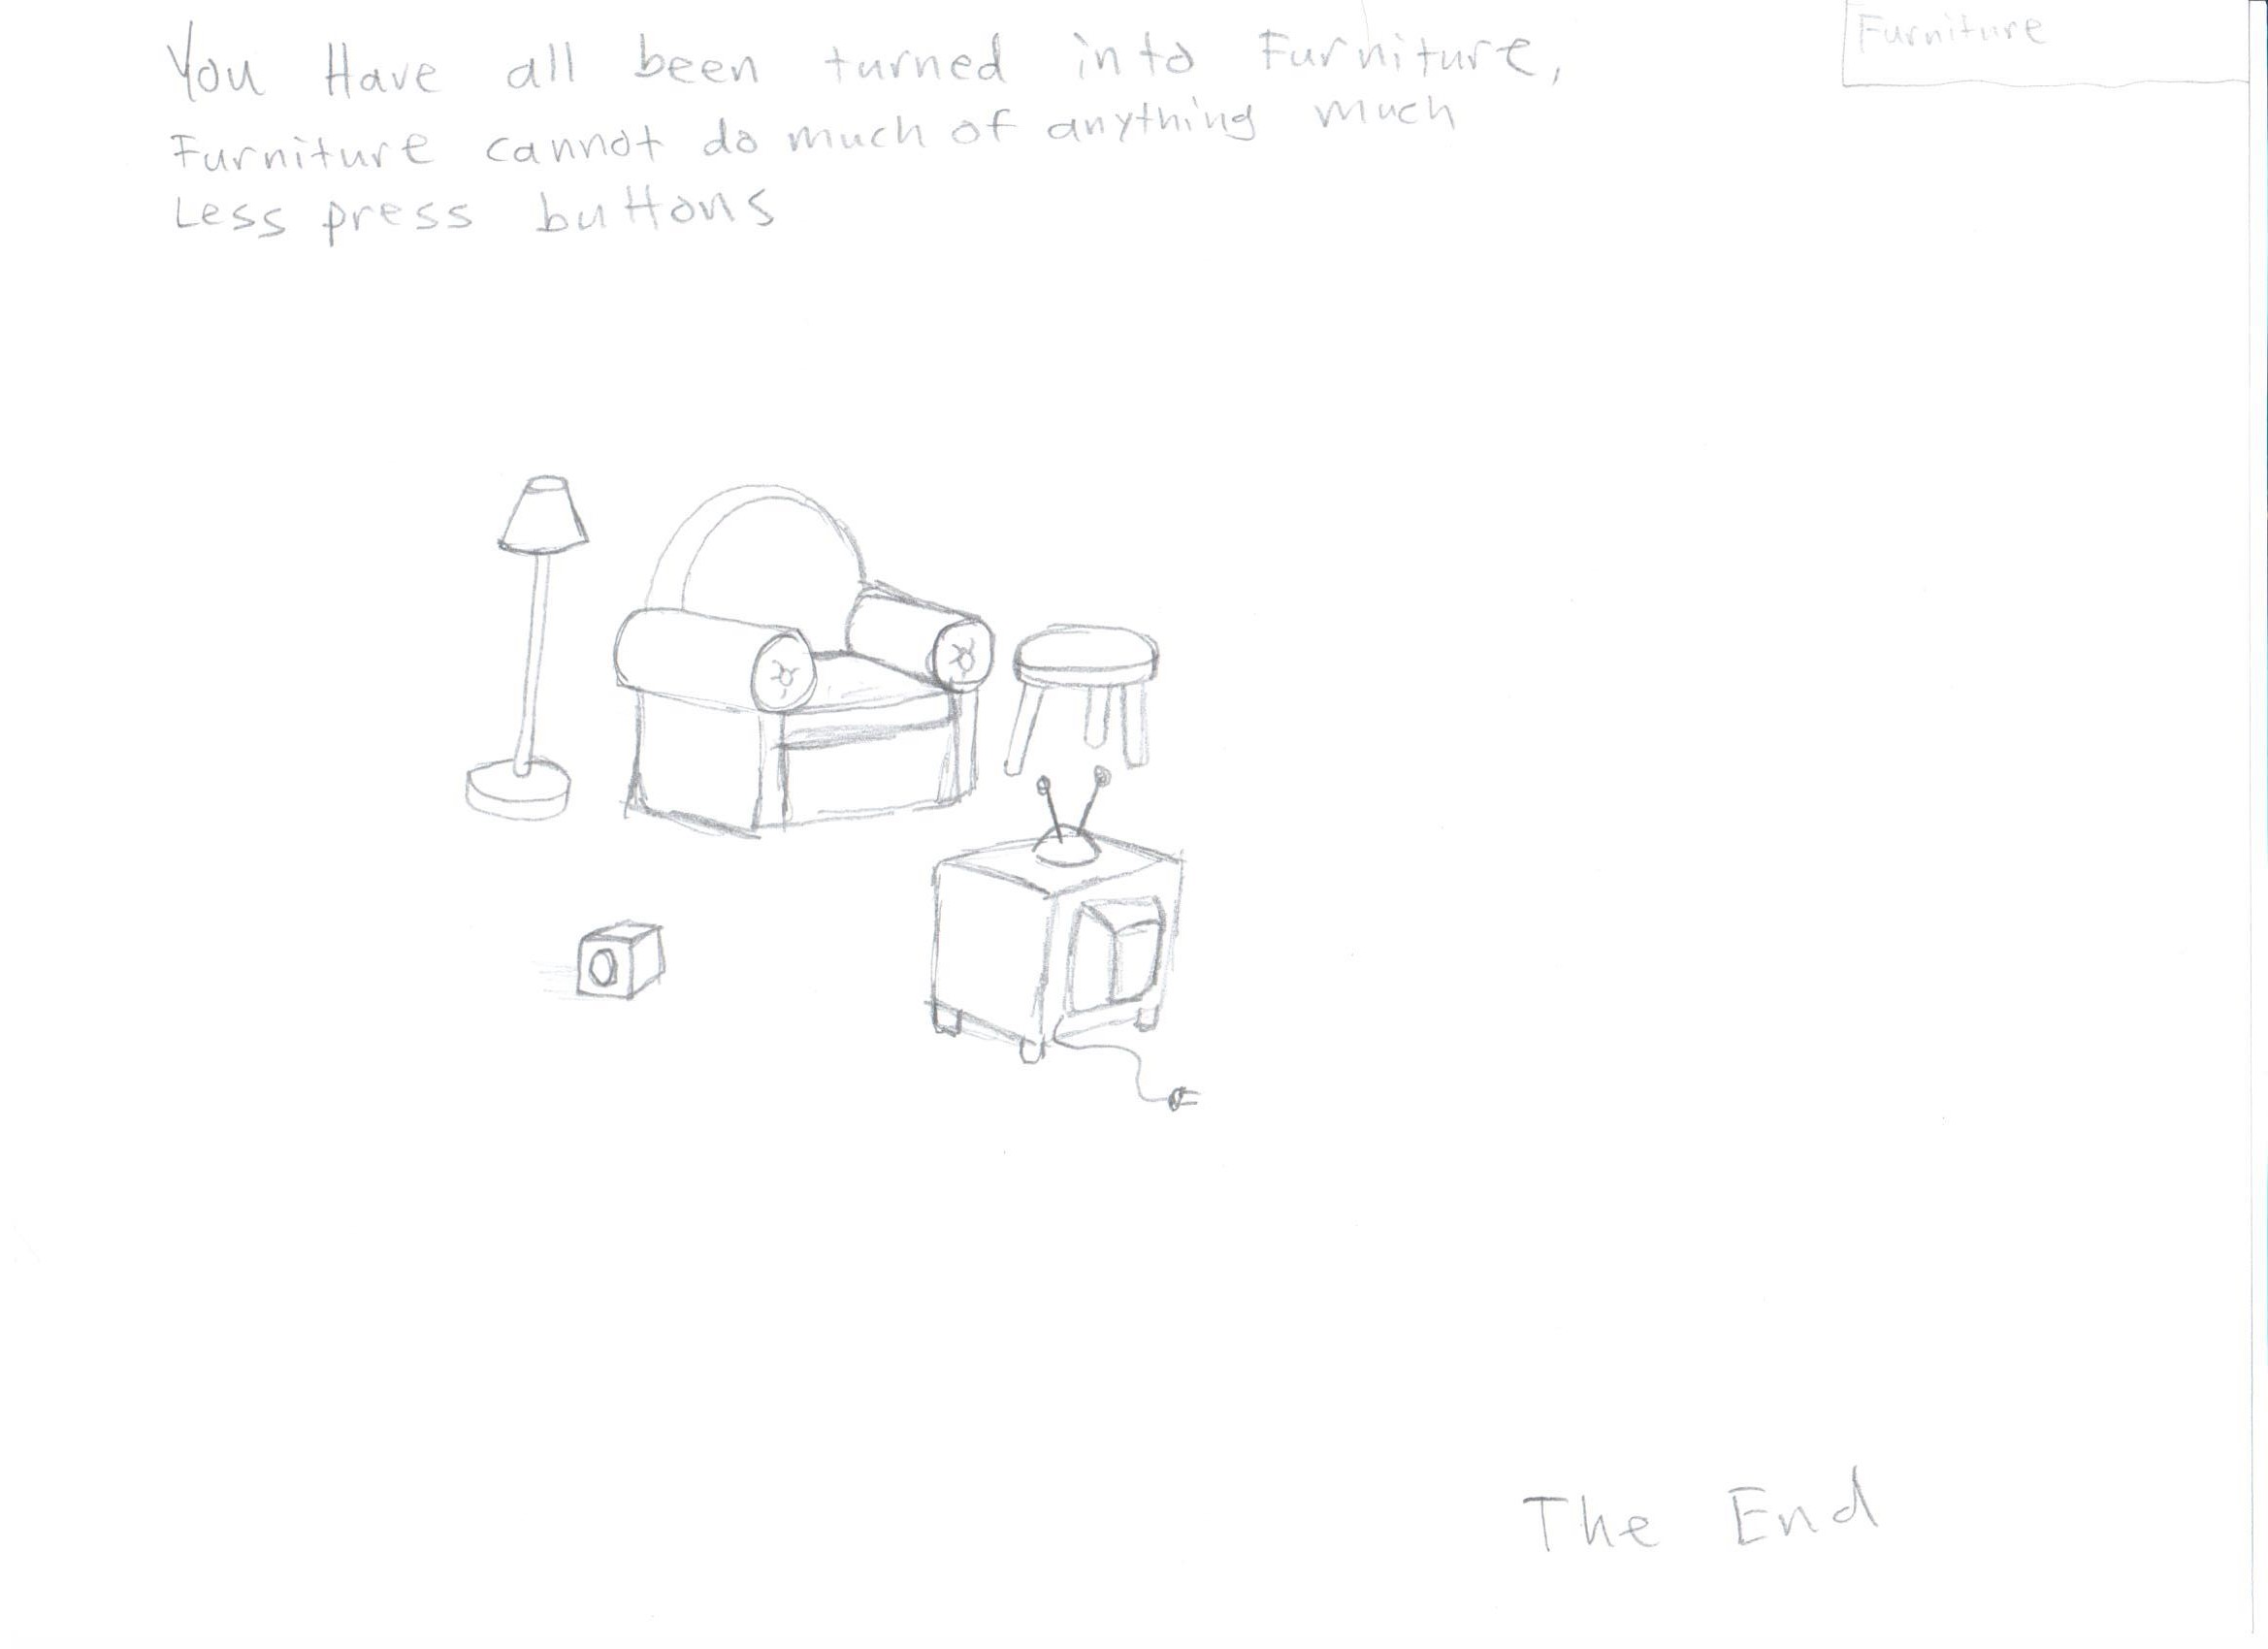 You Have all been turned into Furniture,
Furniture cannot do much of anything much
Less press buttons
Furniture
The End